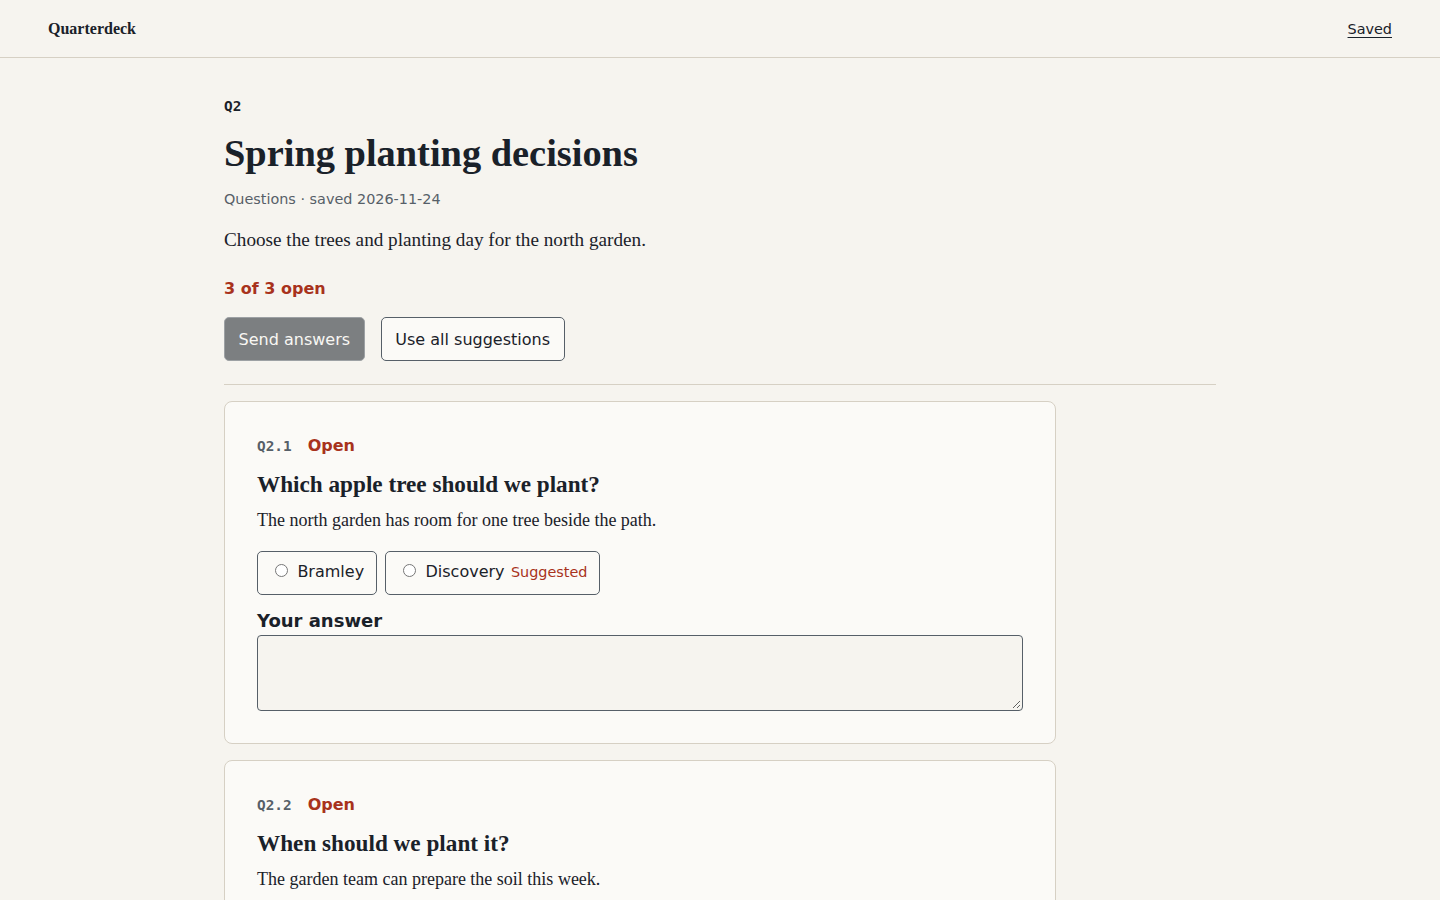 Quarterdeck
Saved
Q2
Spring planting decisions
Questions · saved 2026-11-24
Choose the trees and planting day for the north garden.
3 of 3 open
Send answers
Use all suggestions
Q2.1 Open
Which apple tree should we plant?
The north garden has room for one tree beside the path.
Bramley
Discovery Suggested
Your answer
Q2.2 Open
When should we plant it?
The garden team can prepare the soil this week.